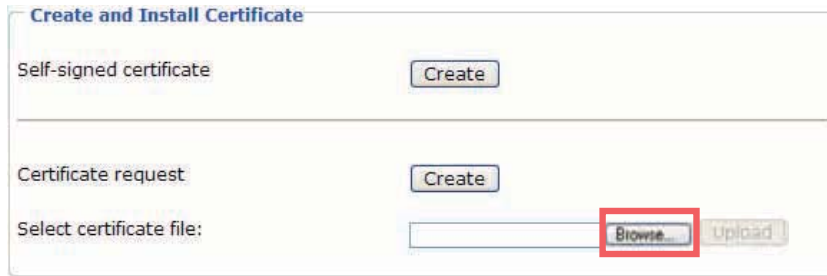 Create and Install Certificate
Self-signed certificate Create
Certificate request Create
Select certificate file: Browse... Upload